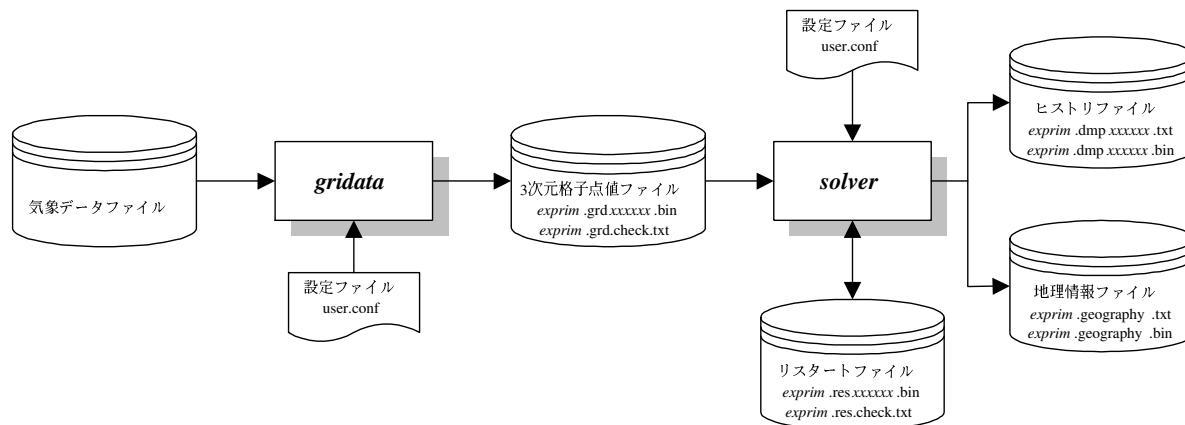 気象データファイル
gridata
設定ファイル
user.conf
3次元格子点値ファイル
exprim .grd xxxxxx .bin
exprim .grd.check.txt
設定ファイル
user.conf
solver
リスタートファイル
exprim .res xxxxxx .bin
exprim .res.check.txt
ヒストリファイル
exprim .dmp xxxxxx .txt
exprim .dmp xxxxxx .bin
地理情報ファイル
exprim .geography .txt
exprim .geography .bin